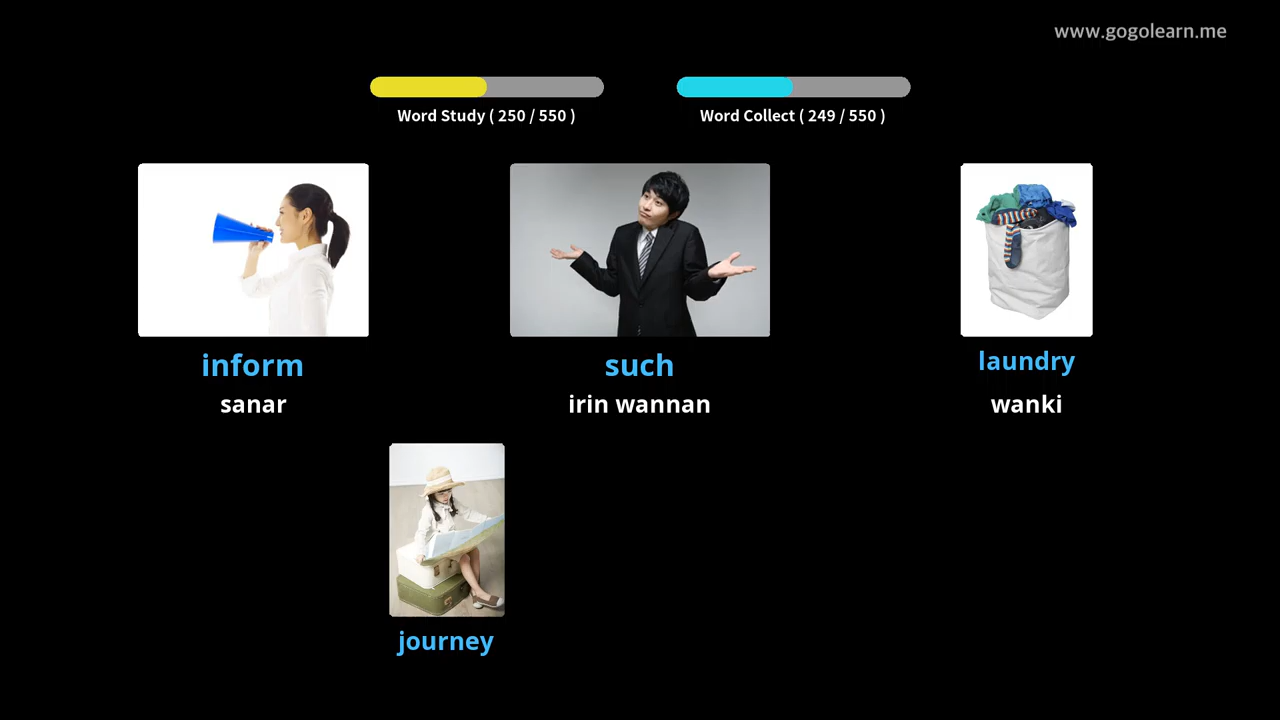 www.gogolearn.me
Word Study ( 250 / 550 )
Word Collect ( 249 / 550 )
inform
sanar
such
irin wannan
laundry
wanki
journey